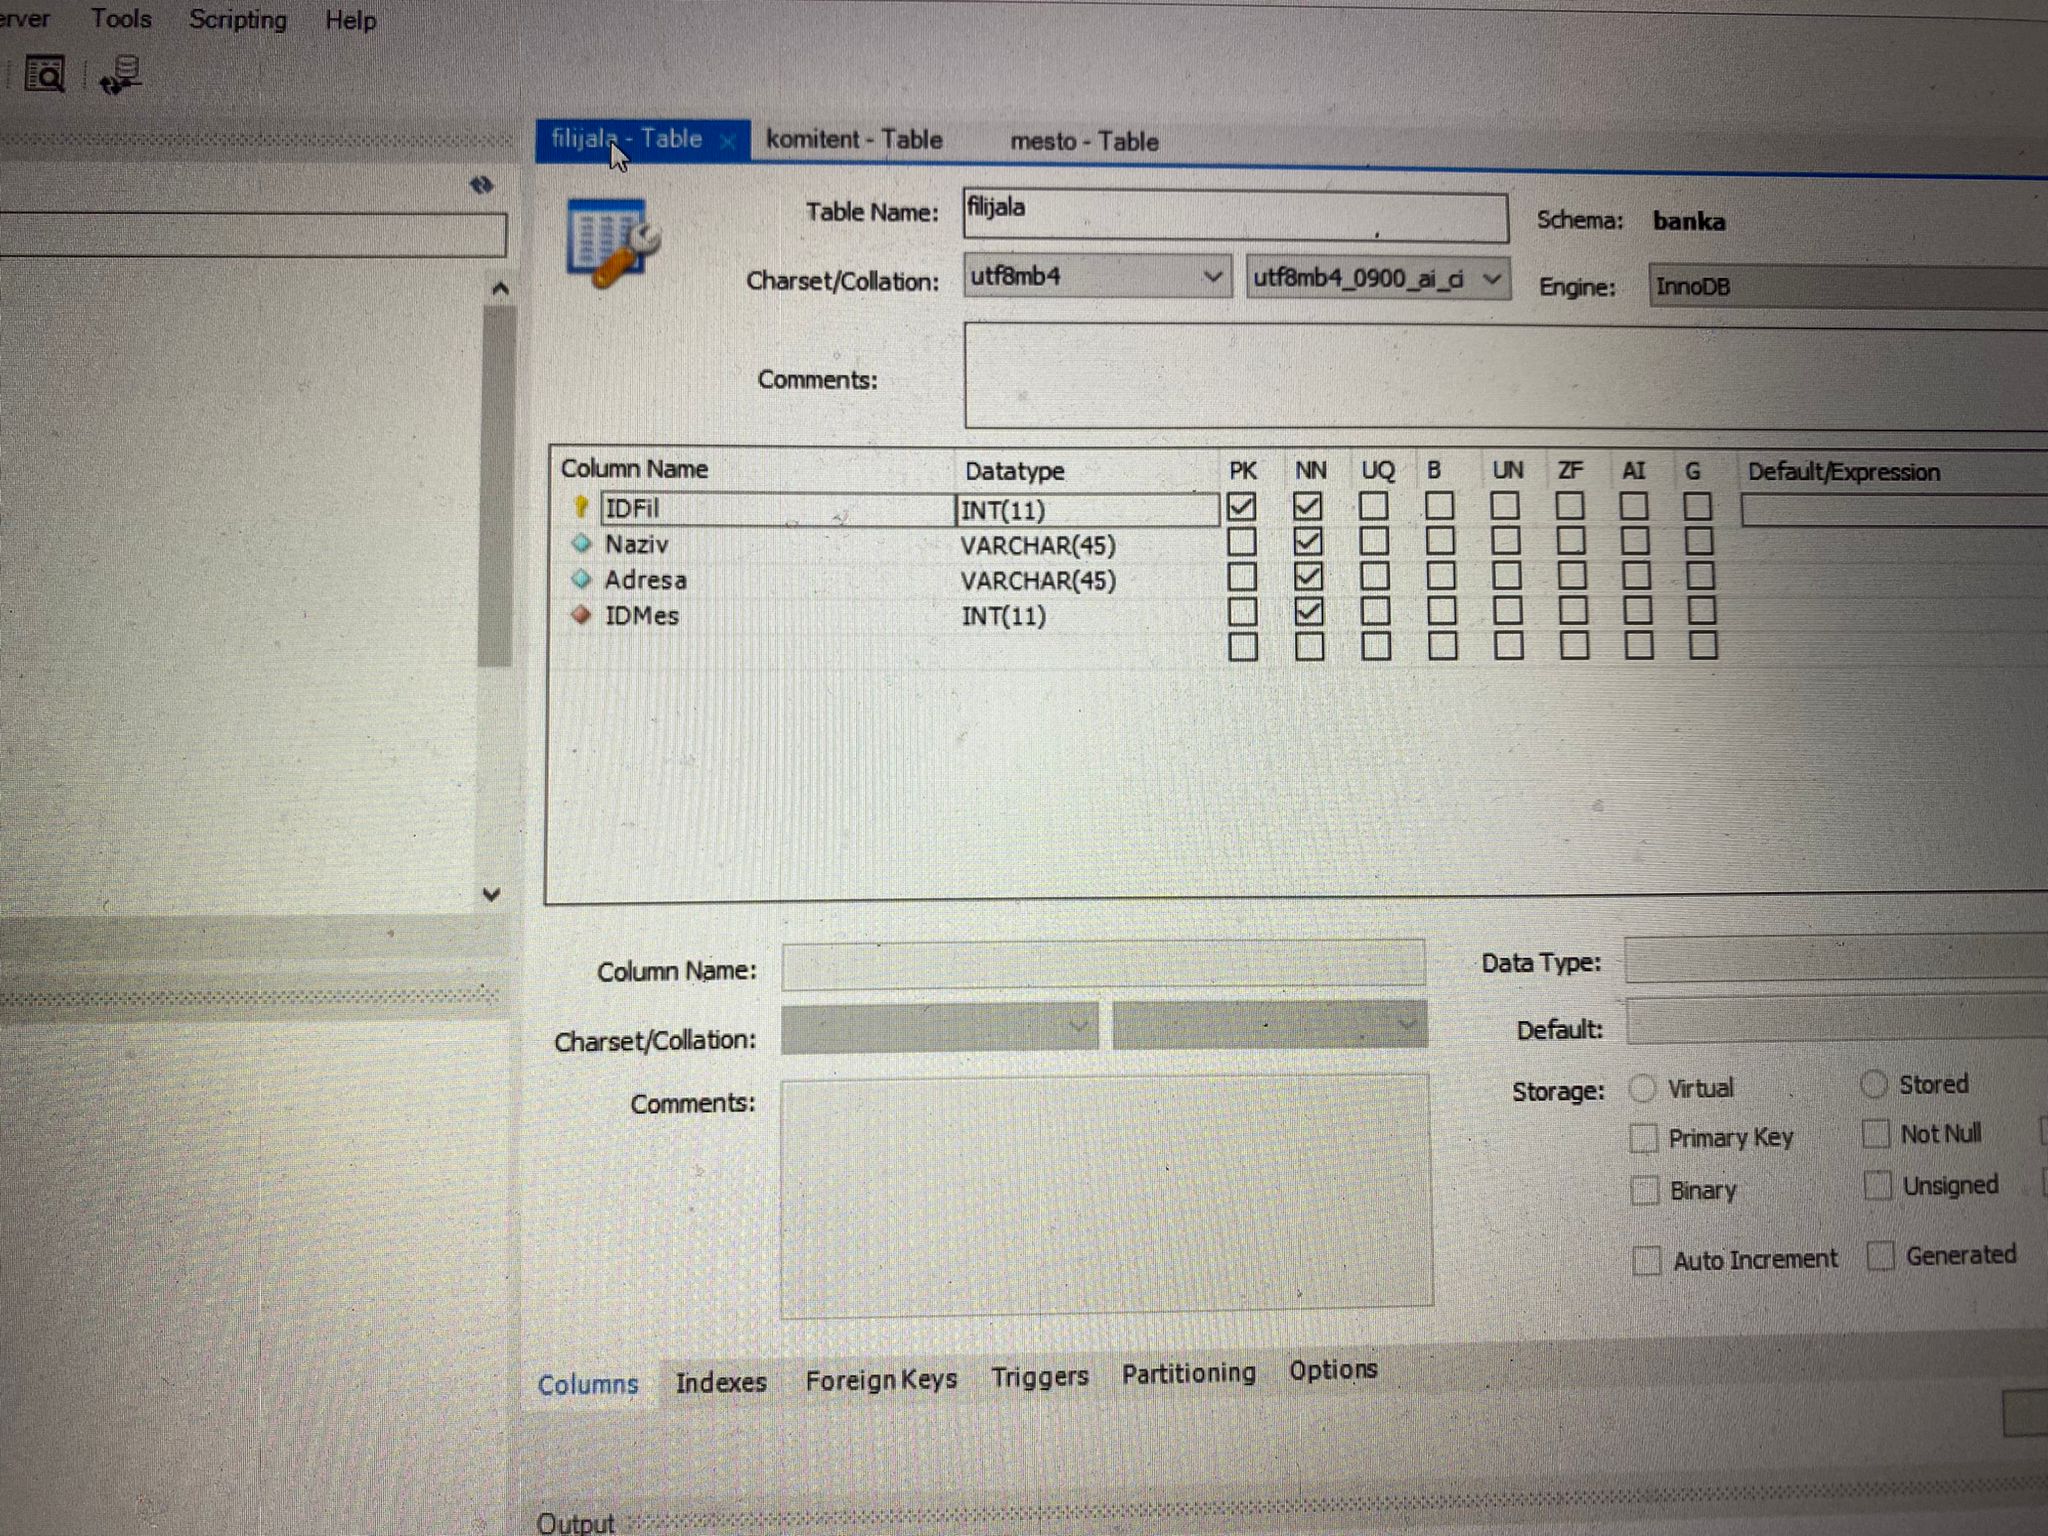 Tools Scripting Help
filijala - Table komitent - Table mesto - Table
Table Name: filijala Schema: banka
Charset/Collation: utf8mb4 utf8mb4_0900_ai_ci Engine: InnoDB
Comments:
Column Name Datatype PK NN UQ B UN ZF AI G Default/Expression
IDFil INT(11)
Naziv VARCHAR(45)
Adresa VARCHAR(45)
IDMes INT(11)
Column Name: Data Type:
Charset/Collation: Default:
Comments: Storage: Virtual Stored
Primary Key Not Null
Binary Unsigned
Auto Increment Generated
Columns Indexes Foreign Keys Triggers Partitioning Options
Output